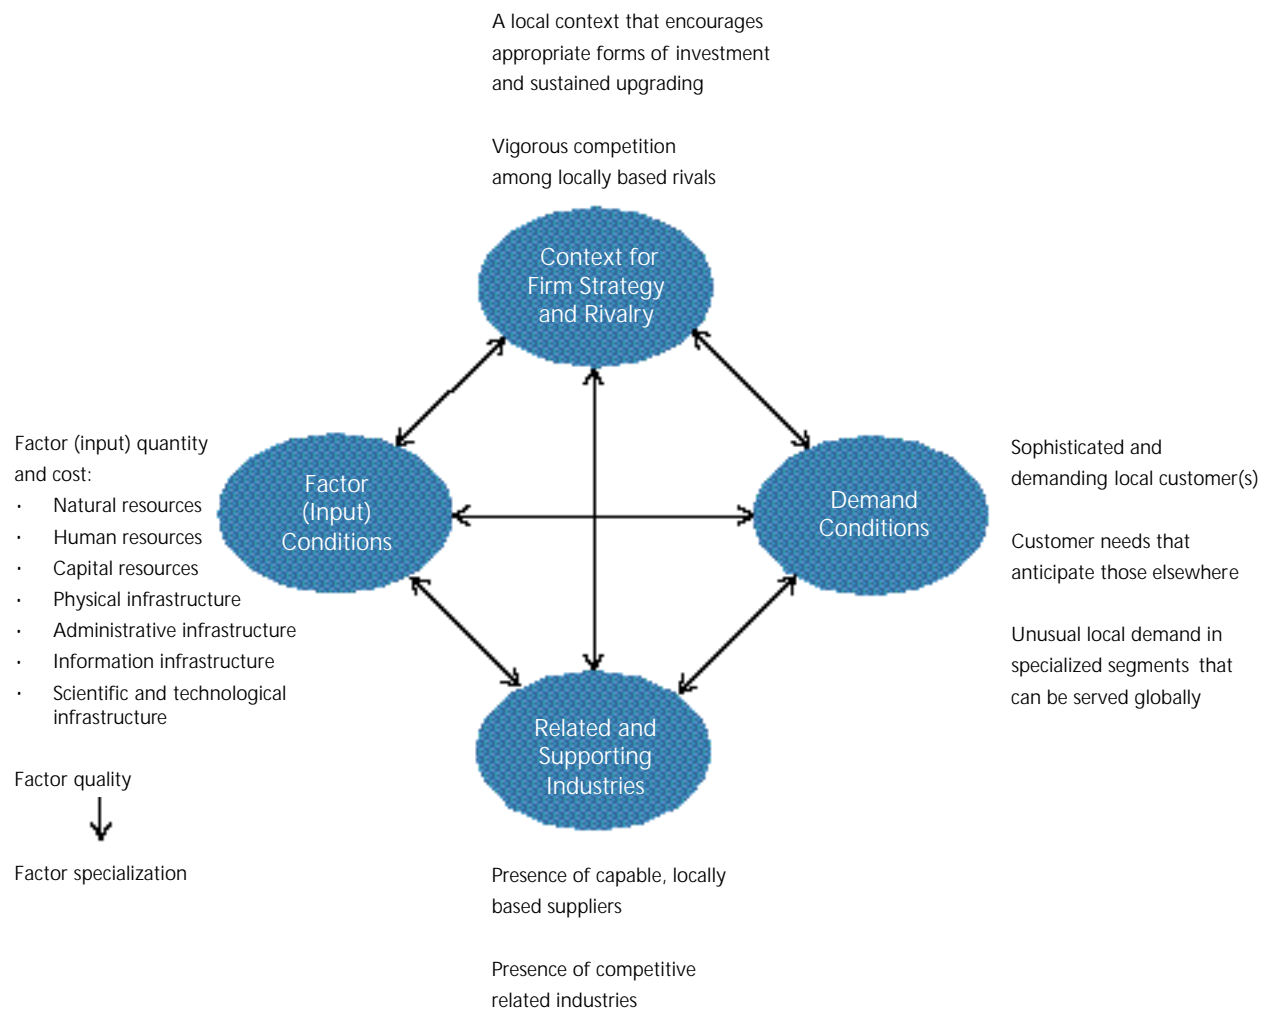 A local context that encourages
appropriate forms of investment
and sustained upgrading
Vigorous competition
among locally based rivals
Context for
Firm Strategy
and Rivalry
Factor (input) quantity
and cost:
· Natural resources
· Human resources
· Capital resources
· Physical infrastructure
· Administrative infrastructure
· Information infrastructure
· Scientific and technological
infrastructure
Factor quality
Factor specialization
Factor
(Input)
Conditions
Demand
Conditions
Sophisticated and
demanding local customer(s)
Customer needs that
anticipate those elsewhere
Unusual local demand in
specialized segments that
can be served globally
Related and
Supporting
Industries
Presence of capable, locally
based suppliers
Presence of competitive
related industries